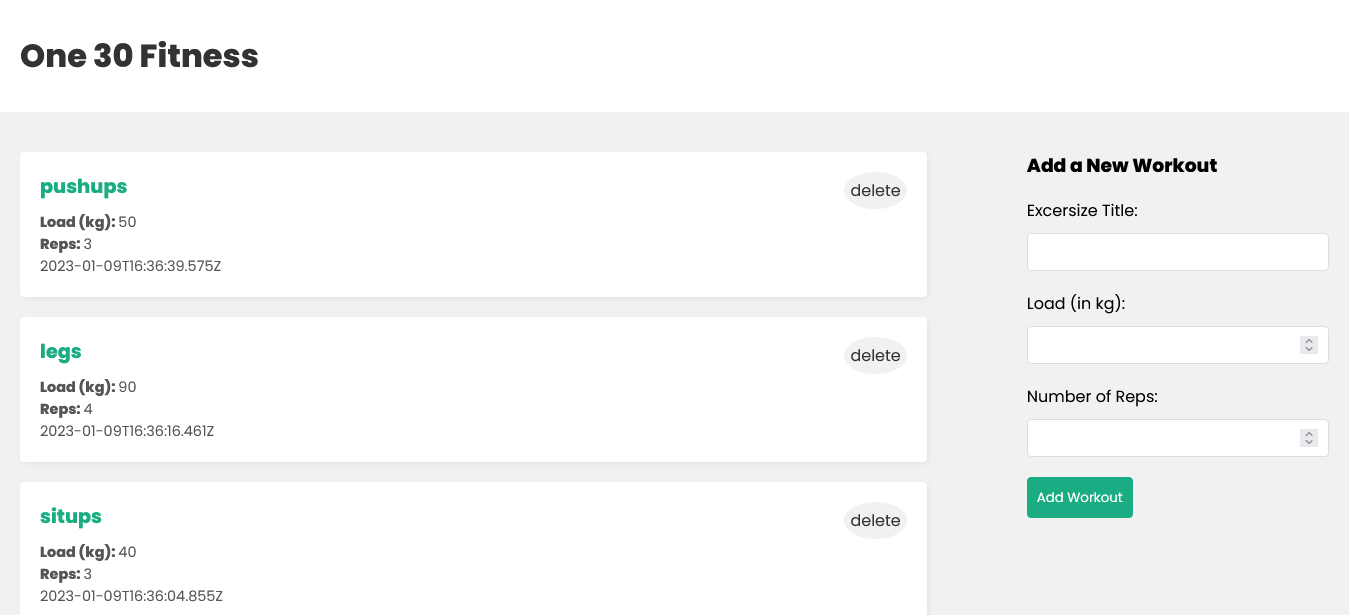 One 30 Fitness
pushups
delete
Load (kg): 50
Reps: 3
2023-01-09T16:36:39.575Z
legs
delete
Load (kg): 90
Reps: 4
2023-01-09T16:36:16.461Z
situps
delete
Load (kg): 40
Reps: 3
2023-01-09T16:36:04.855Z
Add a New Workout
Excersize Title:
Load (in kg):
Number of Reps:
Add Workout